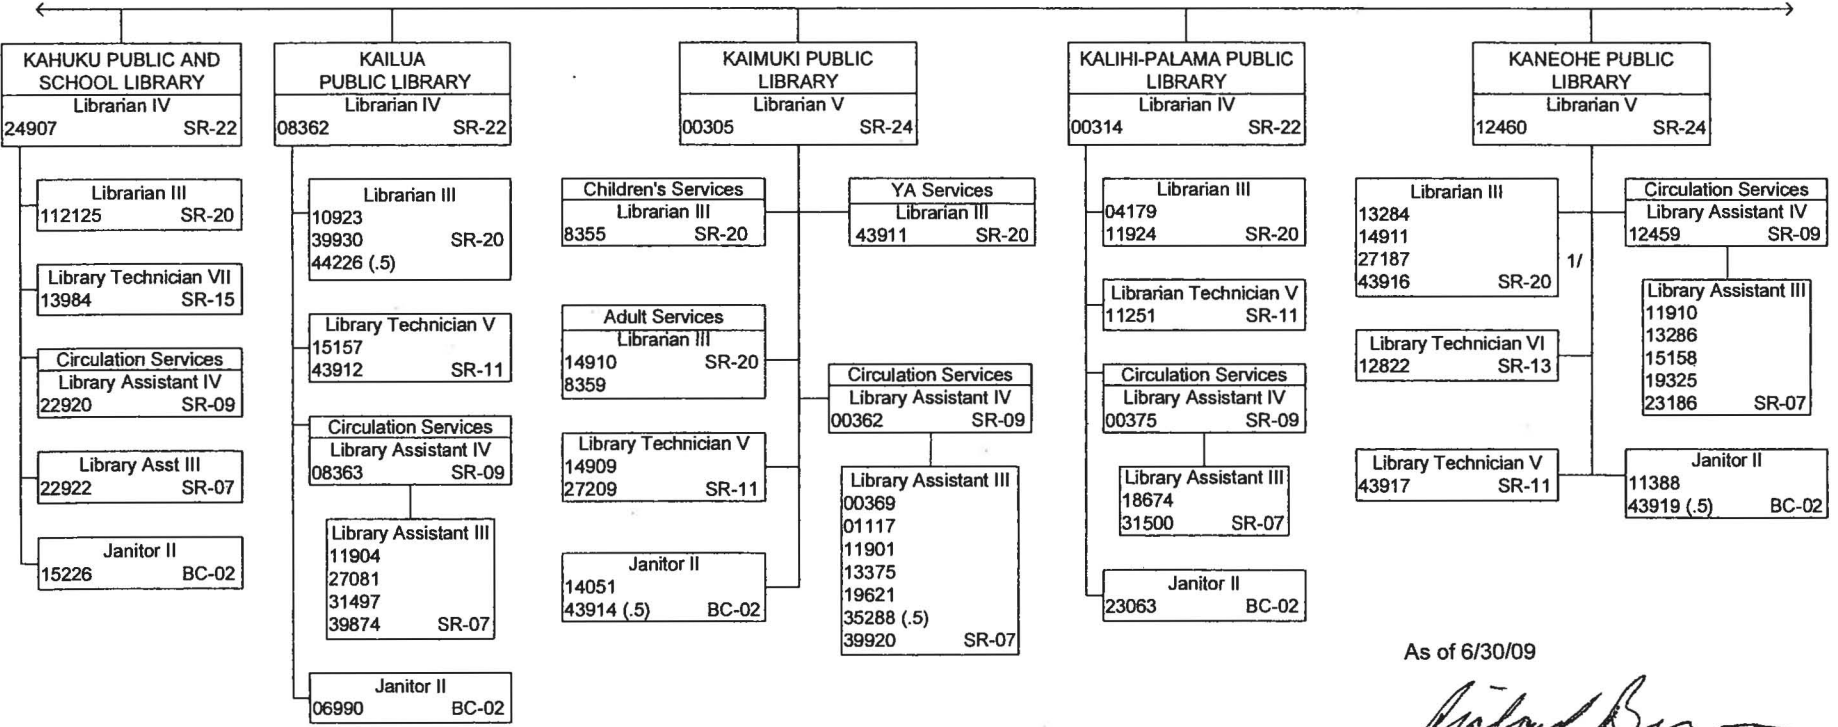 KAHUKU PUBLIC AND
SCHOOL LIBRARY
Librarian IV
24907 SR-22
Librarian III
112125 SR-20
Library Technician VII
13984 SR-15
Circulation Services
Library Assistant IV
22920 SR-09
Library Asst III
22922 SR-07
Janitor II
15226 BC-02
KAILUA
PUBLIC LIBRARY
Librarian IV
08362 SR-22
Librarian III
10923
39930 SR-20
44226 (.5)
Library Technician V
15157
43912 SR-11
Circulation Services
Library Assistant IV
08363 SR-09
Library Assistant III
11904
27081
31497
39874 SR-07
Janitor II
06990 BC-02
KAIMUKI PUBLIC
LIBRARY
Librarian V
00305 SR-24
Children's Services
Librarian III
8355 SR-20
YA Services
Librarian III
43911 SR-20
Adult Services
Librarian III
14910 SR-20
8359
Circulation Services
Library Assistant IV
00362 SR-09
Library Technician V
14909
27209 SR-11
Library Assistant III
00369
01117
11901
13375
19621
35288 (.5)
39920 SR-07
Janitor II
14051
43914 (.5) BC-02
KALIHI-PALAMA PUBLIC
LIBRARY
Librarian IV
00314 SR-22
Librarian III
04179
11924 SR-20
Librarian Technician V
11251 SR-11
Circulation Services
Library Assistant IV
00375 SR-09
Library Assistant III
18674
31500 SR-07
Janitor II
23063 BC-02
KANEOHE PUBLIC
LIBRARY
Librarian V
12460 SR-24
Librarian III
13284
14911
27187
43916 SR-20
1/
Circulation Services
Library Assistant IV
12459 SR-09
Library Assistant III
11910
13286
15158
19325
23186 SR-07
Library Technician VI
12822 SR-13
Library Technician V
43917 SR-11
Janitor II
11388
43919 (.5) BC-02
As of 6/30/09